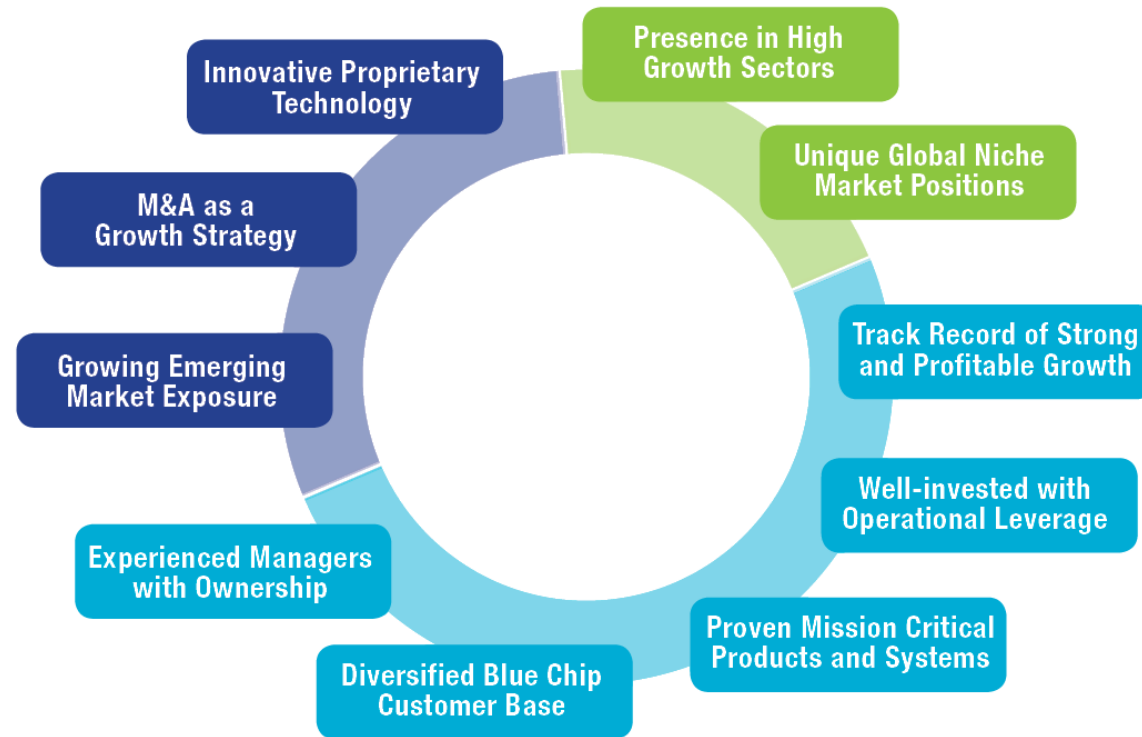 Presence in High
Growth Sectors
Unique Global Niche
Market Positions
Track Record of Strong
and Profitable Growth
Well-invested with
Operational Leverage
Proven Mission Critical
Products and Systems
Diversified Blue Chip
Customer Base
Experienced Managers
with Ownership
Growing Emerging
Market Exposure
M&A as a
Growth Strategy
Innovative Proprietary
Technology